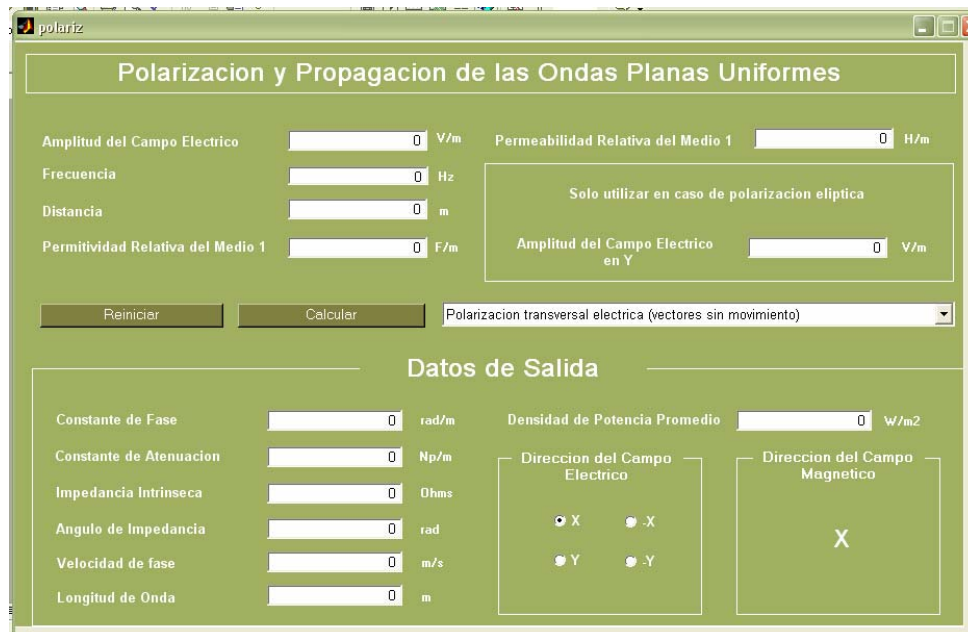 polariz
Polarizacion y Propagacion de las Ondas Planas Uniformes
Amplitud del Campo Electrico 0 V/m
Frecuencia 0 Hz
Distancia 0 m
Permitividad Relativa del Medio 1 0 F/m
Permeabilidad Relativa del Medio 1 0 H/m
Solo utilizar en caso de polarizacion eliptica
Amplitud del Campo Electrico
en Y
0 V/m
Reiniciar
Calcular
Polarizacion transversal electrica (vectores sin movimiento)
Datos de Salida
Constante de Fase 0 rad/m
Constante de Atenuacion 0 Np/m
Impedancia Intrinseca 0 Ohms
Angulo de Impedancia 0 rad
Velocidad de fase 0 m/s
Longitud de Onda 0 m
Densidad de Potencia Promedio 0 W/m2
Direccion del Campo
Electrico
X -X
Y -Y
Direccion del Campo
Magnetico
X